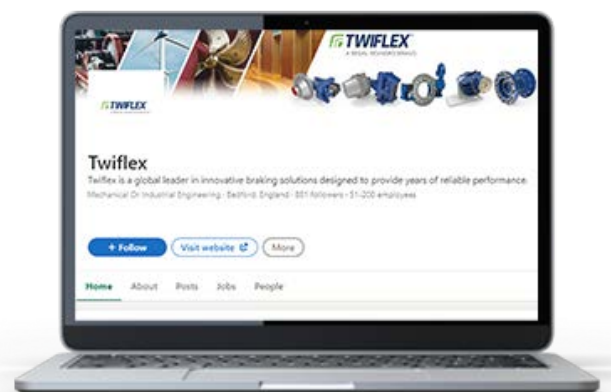 TWIFLEX
A REGAL REXNORD BRAND
TWIFLEX
Twiflex
Twiflex is a global leader in innovative braking solutions designed to provide years of reliable performance.
Mechanical Or Industrial Engineering · Bedford, England · 881 followers · 51-200 employees
+ Follow
Visit website
More
Home About Posts Jobs People